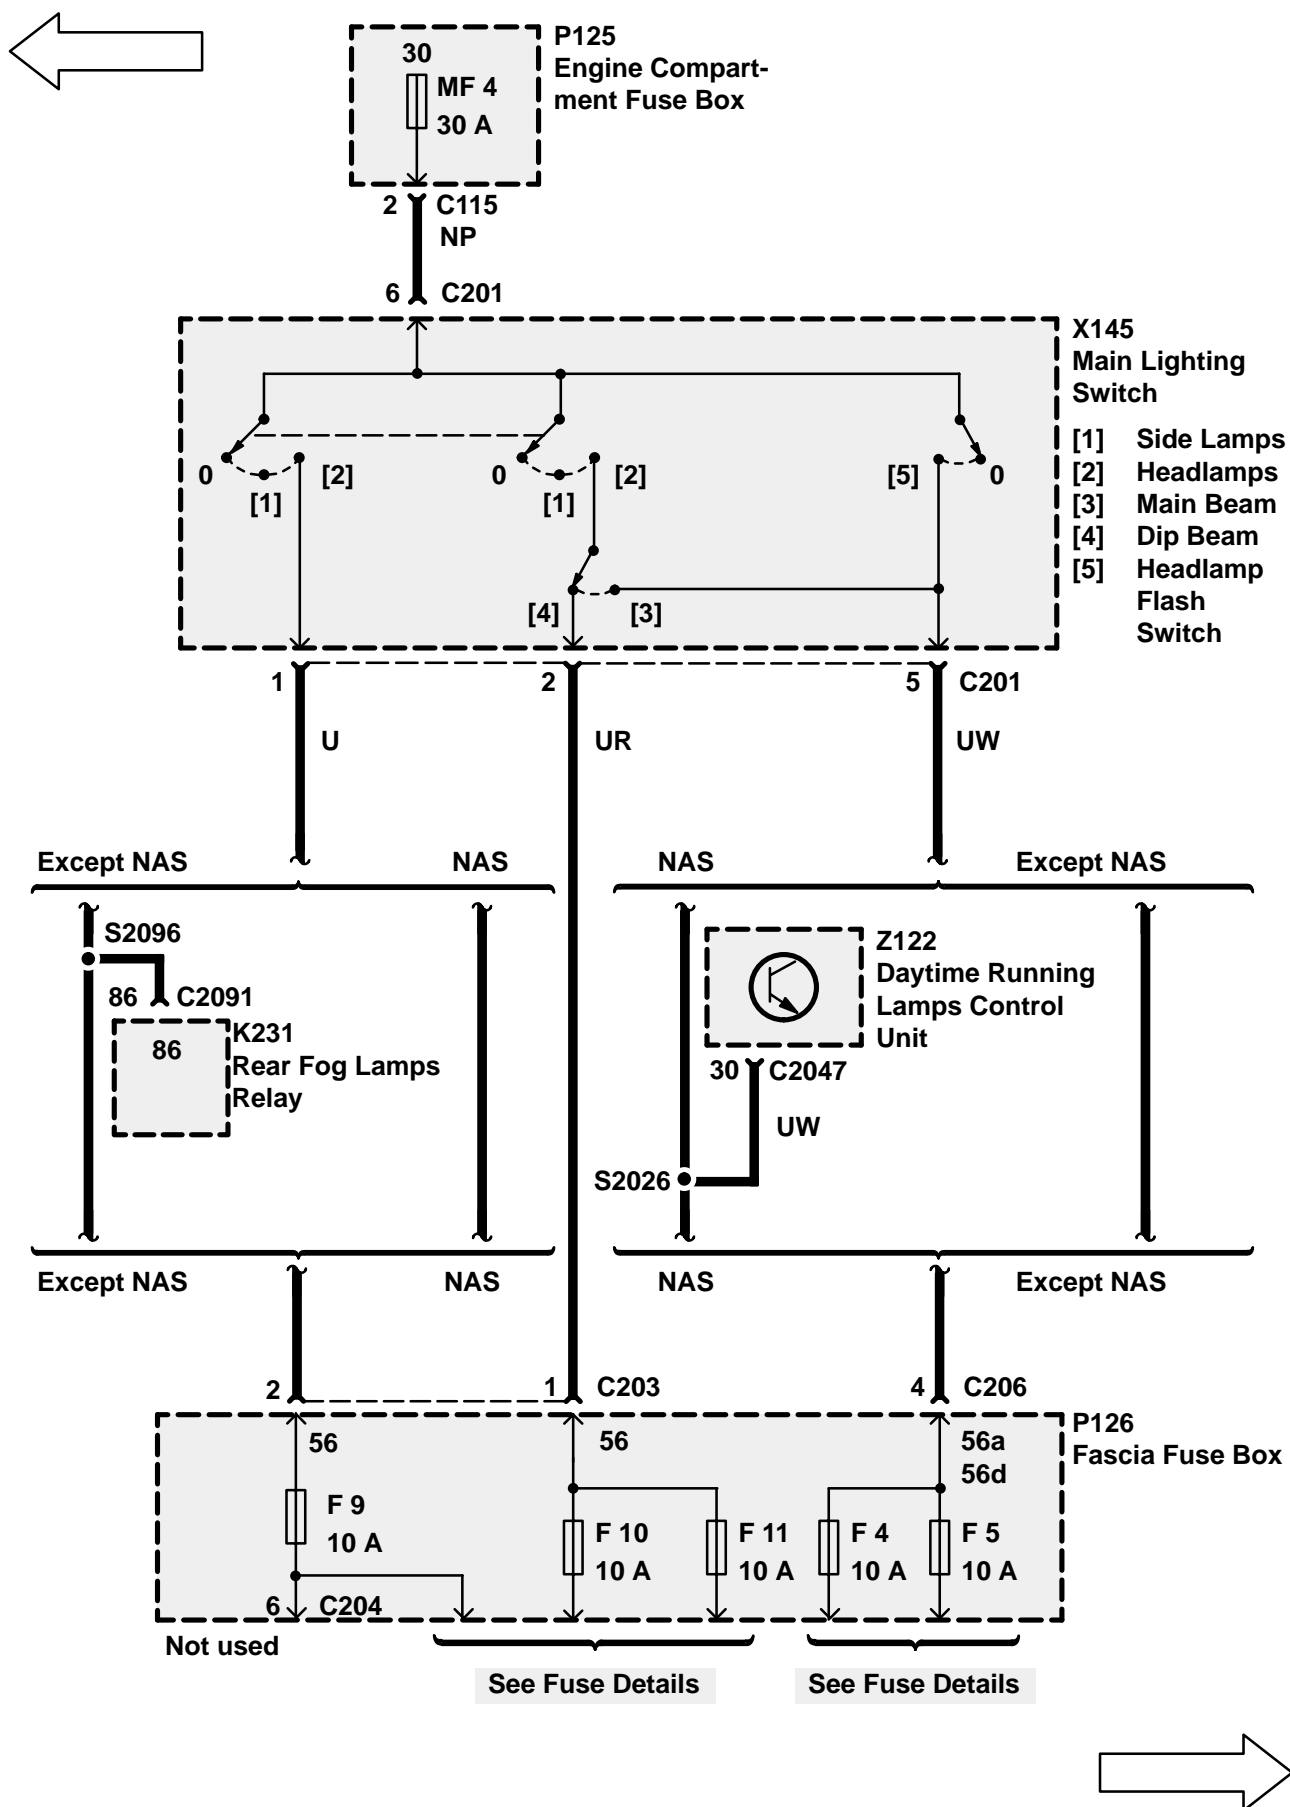 30
MF 4
30 A
P125
Engine Compart-
ment Fuse Box
2
C115
NP
6
C201
X145
Main Lighting
Switch
[1] Side Lamps
[2] Headlamps
[3] Main Beam
[4] Dip Beam
[5] Headlamp
Flash
Switch
0
[1]
[2]
0
[1]
[2]
[5]
0
[4]
[3]
1
2
5
C201
U
UR
UW
Except NAS
NAS
NAS
Except NAS
S2096
86
C2091
86
K231
Rear Fog Lamps
Relay
Z122
Daytime Running
Lamps Control
Unit
30
C2047
UW
S2026
Except NAS
NAS
NAS
Except NAS
2
1
C203
4
C206
P126
Fascia Fuse Box
56
56
56a
56d
F 9
10 A
F 10
10 A
F 11
10 A
F 4
10 A
F 5
10 A
6
C204
Not used
See Fuse Details
See Fuse Details